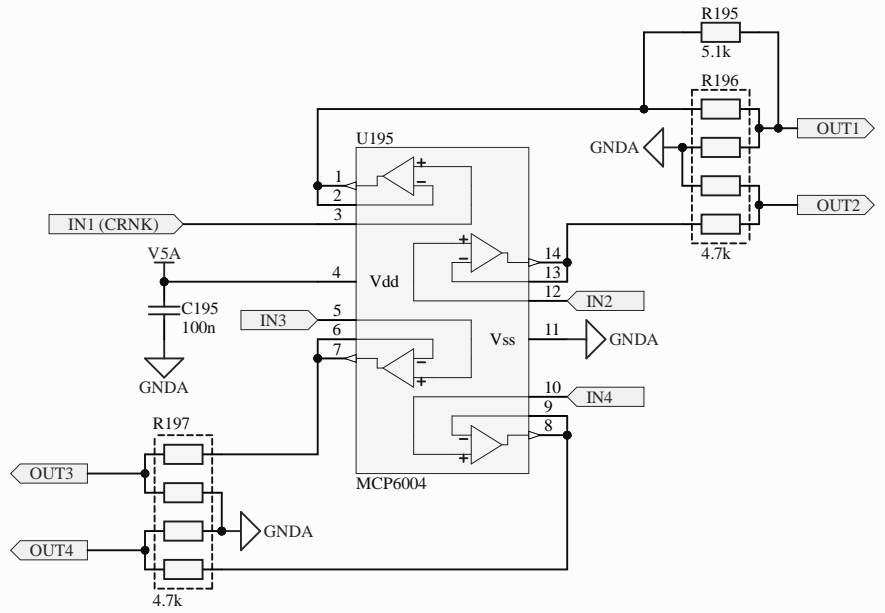 R195
5.1k
R196
U195
OUT1
GNDA
1
2
3
IN1 (CRNK)
OUT2
4.7k
V5A
14
13
4
Vdd
12
IN2
C195
100n
IN3
5
6
7
Vss
11
GNDA
GNDA
10
IN4
9
8
R197
OUT3
MCP6004
GNDA
OUT4
4.7k